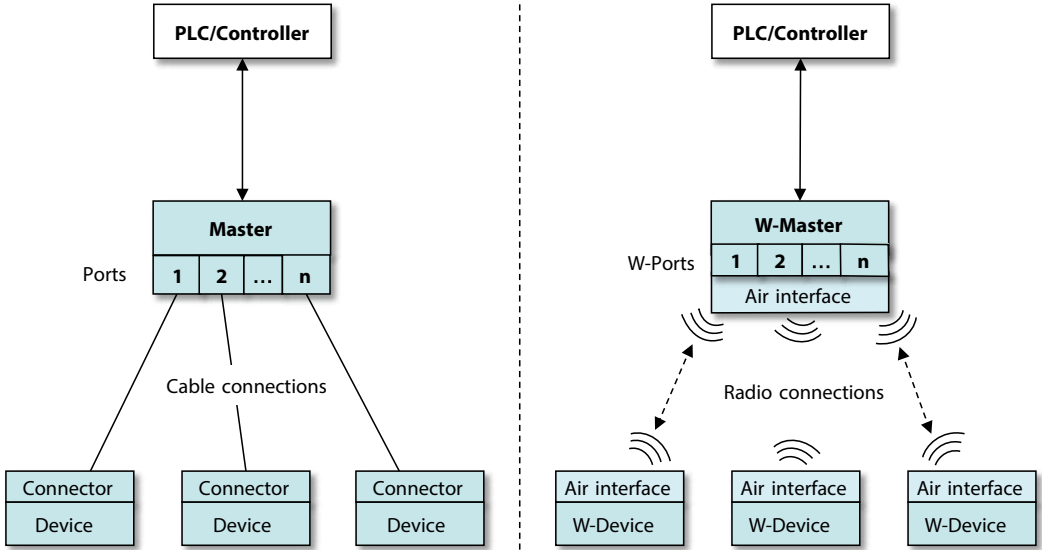 PLC/Controller
Master
Ports
1 2 ... n
Cable connections
Connector Connector Connector
Device Device Device
PLC/Controller
W-Master
W-Ports
1 2 ... n
Air interface
Radio connections
Air interface Air interface Air interface
W-Device W-Device W-Device